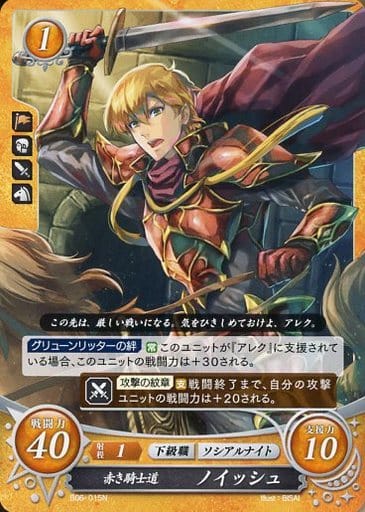 1
この先は、厳しい戦いになる。気をひきしめておけよ、アレク。
グリューンリッターの絆 常 このユニットが『アレク』に支援されて
いる場合、このユニットの戦闘力は＋30される。
攻撃の紋章 支 戦闘終了まで、自分の攻撃
ユニットの戦闘力は＋20される。
戦闘力
40
射程 1
下級職
ソシアルナイト
支援力
10
赤き騎士道 ノイッシュ
B06-015N
Illust：BISAI